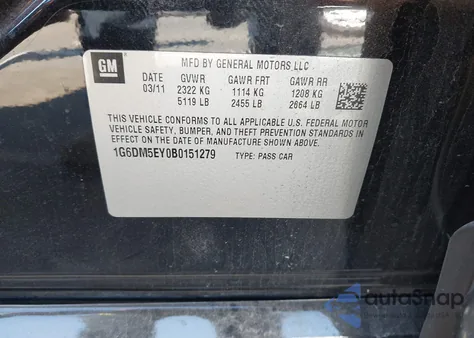 GM
MFD BY GENERAL MOTORS LLC
DATE GVWR GAWR FRT GAWR RR
03/11 2322 KG 1114 KG 1208 KG
5119 LB 2455 LB 2664 LB
THIS VEHICLE CONFORMS TO ALL APPLICABLE U.S. FEDERAL MOTOR
VEHICLE SAFETY, BUMPER, AND THEFT PREVENTION STANDARDS IN
EFFECT ON THE DATE OF MANUFACTURE SHOWN ABOVE.
1G6DM5EY0B0151279 TYPE: PASS CAR
autoSnap